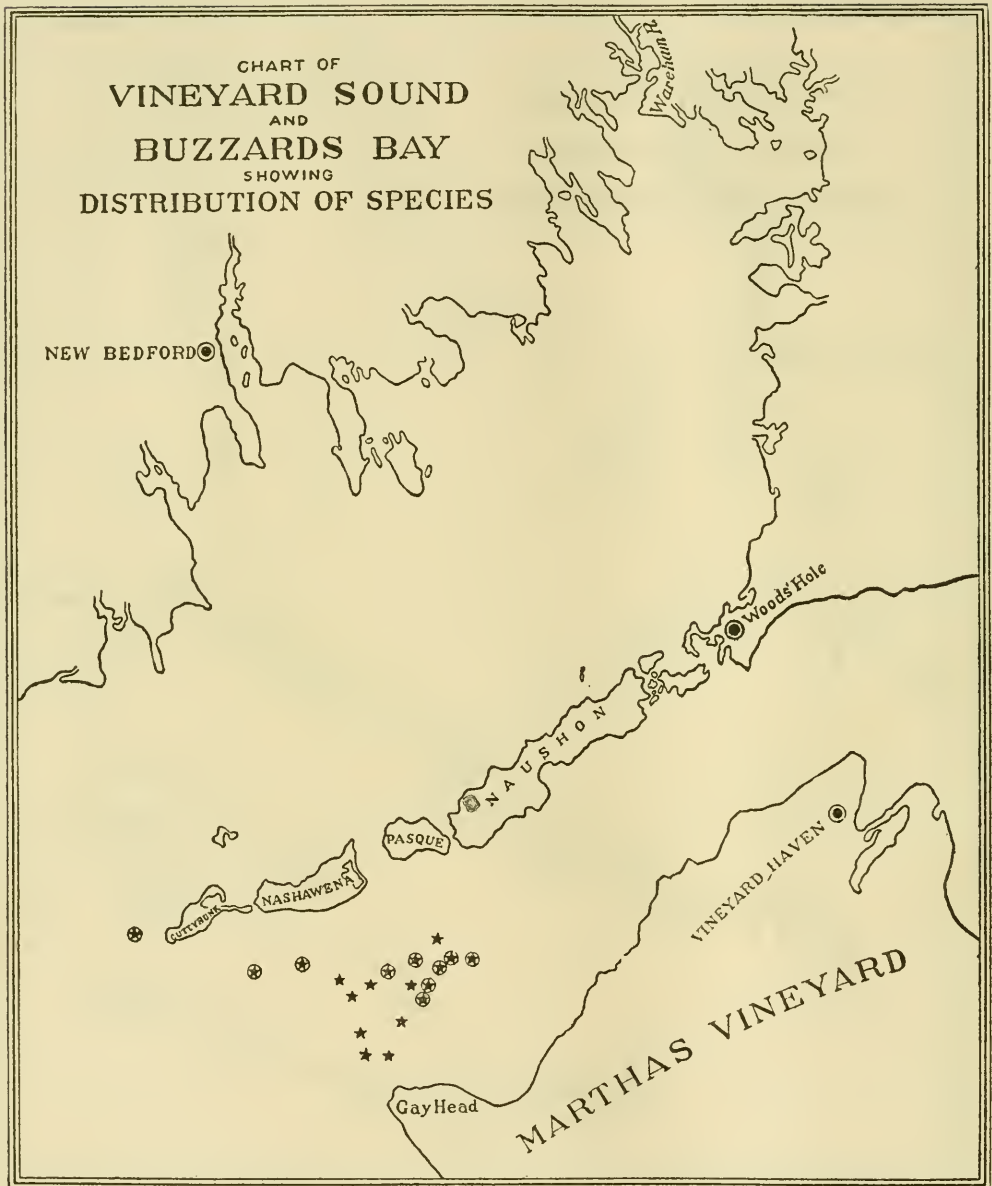 CHART OF
VINEYARD SOUND
AND
BUZZARDS BAY
SHOWING
DISTRIBUTION OF SPECIES
Wareham R.
NEW BEDFORD
Woods' Hole
NAUSHON
PASQUE
NASHAWENA
CUTTYHUNK
VINEYARD HAVEN
MARTHAS VINEYARD
Gay Head